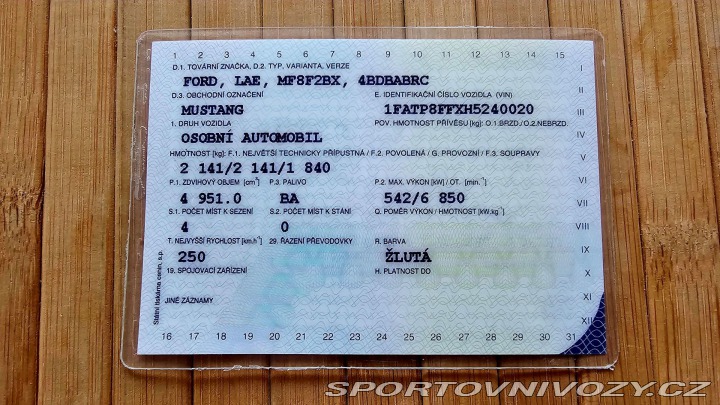 1 2 3 4 5 6 7 8 9 10 11 12 13 14 15
D.1. TOVÁRNÍ ZNAČKA, D.2. TYP, VARIANTA, VERZE I
FORD, LAE, MF8F2BX, 4BDBABRC
D.3. OBCHODNÍ OZNAČENÍ E. IDENTIFIKAČNÍ ČÍSLO VOZIDLA (VIN) II
MUSTANG 1FATP8FFXH5240020 III
1. DRUH VOZIDLA POV. HMOTNOST PŘÍVĚSU [kg]: O.1.BRZD./O.2.NEBRZD.
OSOBNÍ AUTOMOBIL IV
HMOTNOST [kg]: F.1. NEJVĚTŠÍ TECHNICKY PŘÍPUSTNÁ / F.2. POVOLENÁ / G. PROVOZNÍ / F.3. SOUPRAVY V
2 141/2 141/1 840 VI
P.1. ZDVIHOVÝ OBJEM [cm³] P.3. PALIVO P.2. MAX. VÝKON [kW] / OT. [min.⁻¹]
4 951.0 BA 542/6 850 VII
S.1. POČET MÍST K SEZENÍ S.2. POČET MÍST K STÁNÍ Q. POMĚR VÝKON / HMOTNOST [kW.kg⁻¹]
4 0 VIII
T. NEJVYŠŠÍ RYCHLOST [km.h⁻¹] 29. ŘAZENÍ PŘEVODOVKY R. BARVA
250 ŽLUTÁ IX
19. SPOJOVACÍ ZAŘÍZENÍ H. PLATNOST DO X
JINÉ ZÁZNAMY XI
XII
Státní tiskárna cenin, s.p.
16 17 18 19 20 21 22 23 24 25 26 27 28 29 30 31
SPORTOVNIVOZY.CZ